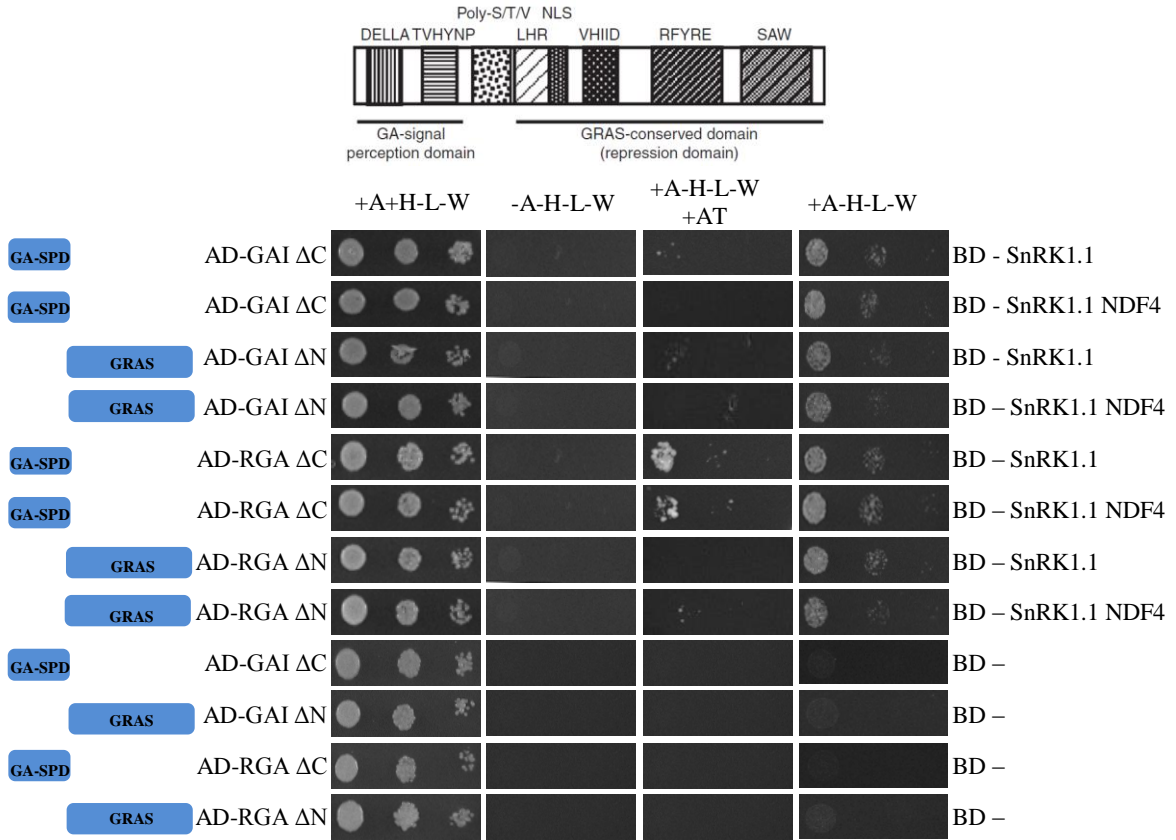 Poly-S/T/V NLS
DELLA TVHYNP LHR VHIID RFYRE SAW
GA-signal
perception domain
GRAS-conserved domain
(repression domain)
+A+H-L-W -A-H-L-W +A-H-L-W
+AT +A-H-L-W
GA-SPD AD-GAI ΔC BD - SnRK1.1
GA-SPD AD-GAI ΔC BD - SnRK1.1 NDF4
GRAS AD-GAI ΔN BD - SnRK1.1
GRAS AD-GAI ΔN BD – SnRK1.1 NDF4
GA-SPD AD-RGA ΔC BD – SnRK1.1
GA-SPD AD-RGA ΔC BD – SnRK1.1 NDF4
GRAS AD-RGA ΔN BD – SnRK1.1
GRAS AD-RGA ΔN BD – SnRK1.1 NDF4
GA-SPD AD-GAI ΔC BD –
GRAS AD-GAI ΔN BD –
GA-SPD AD-RGA ΔC BD –
GRAS AD-RGA ΔN BD –